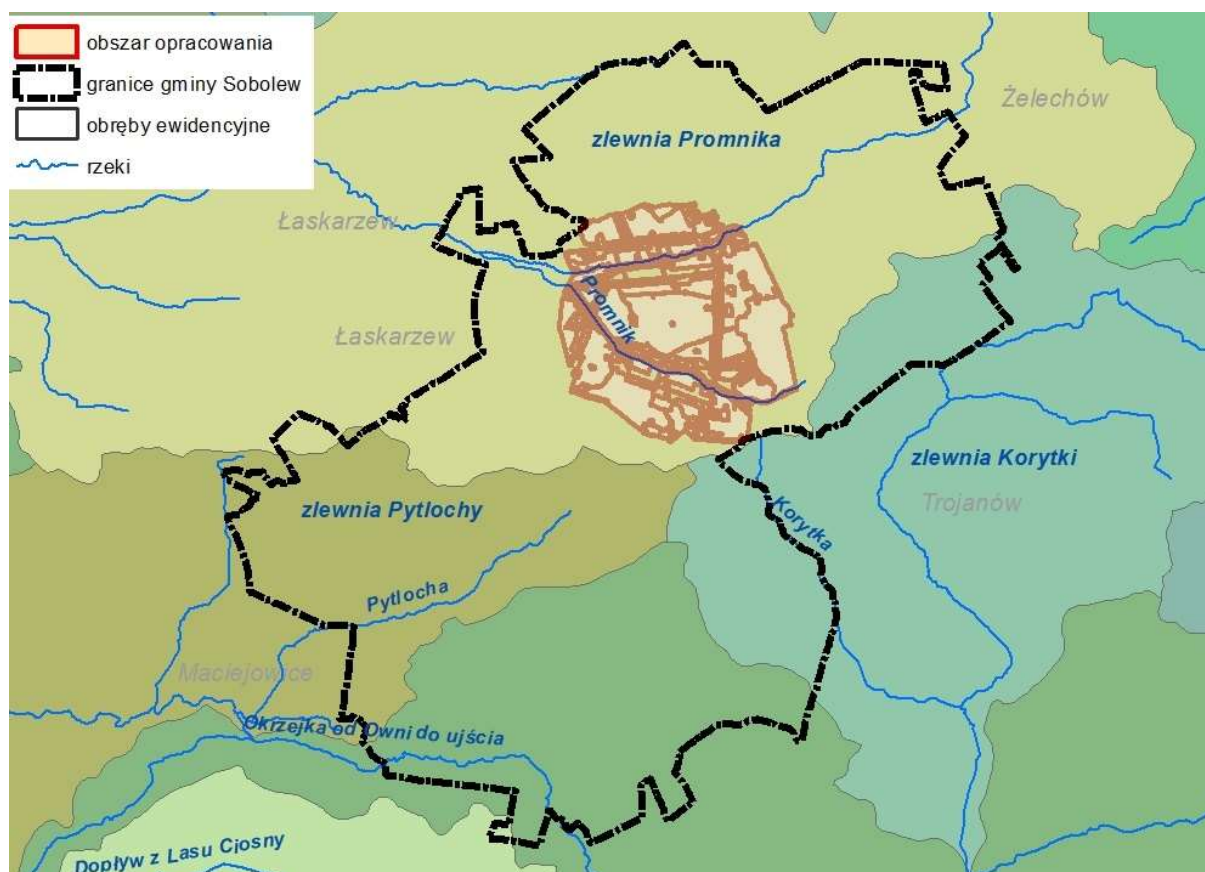 obszar opracowania
granice gminy Sobolew
obręby ewidencyjne
rzeki
Żelechów
zlewnia Promnika
Łaskarzew
Promnik
Łaskarzew
zlewnia Korytki
Trojanów
zlewnia Pytlochy
Korytka
Pytlocha
Maciejowice
Okrzejka od Owni do ujścia
Dopływ z Lasu Ciosny